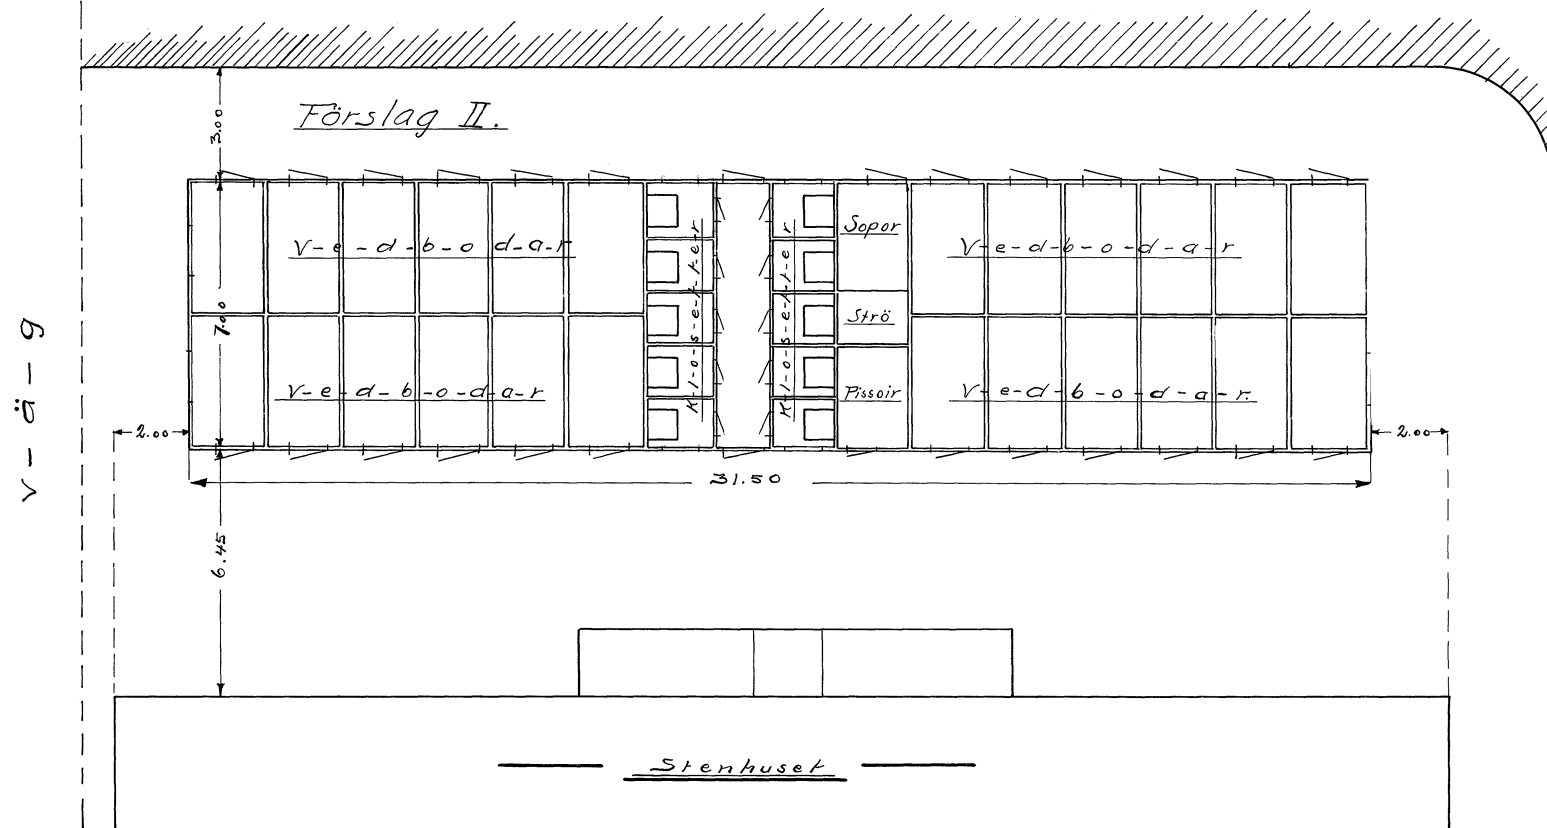 Förslag II.
3.00
V-e-d-b-o-d-a-r
K-l-o-s-e-t-t-e-r
K-l-o-s-e-t-t-e-r
Sopor
V-e-d-b-o-d-a-r
7.00
Strö
V-ä-g
V-e-d-b-o-d-a-r
Pissoir
V-e-d-b-o-d-a-r.
2.00
2.00
31.50
6.45
Stenhuset